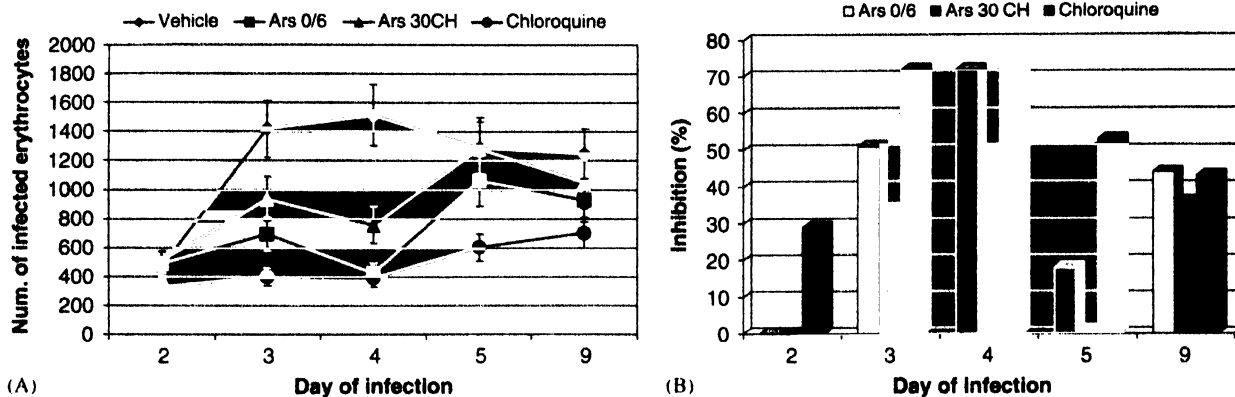 Vehicle Ars 0/6 Ars 30CH Chloroquine
2000
1800
1600
1400
1200
1000
800
600
400
200
0
Num. of infected erythrocytes
2 3 4 5 9
(A) Day of infection
Ars 0/6 Ars 30 CH Chloroquine
80
70
60
50
40
30
20
10
0
Inhibition (%)
2 3 4 5 9
(B) Day of Infection